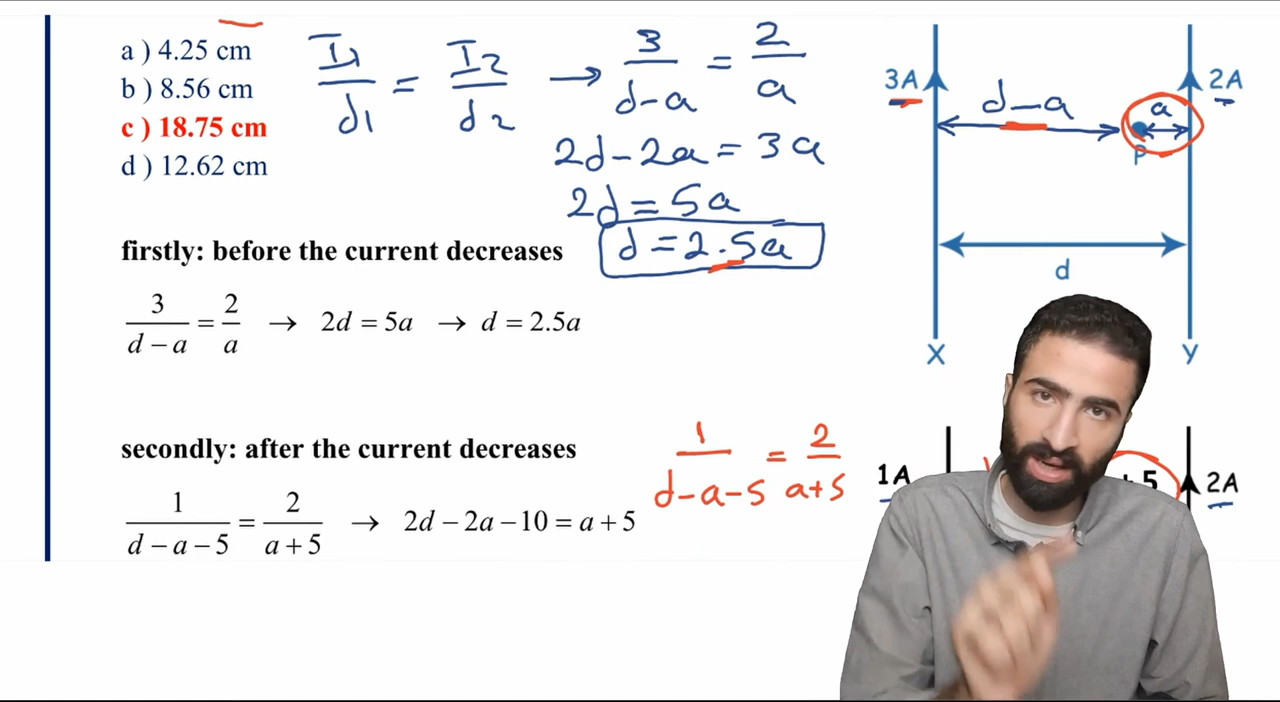 a ) 4.25 cm
b ) 8.56 cm
c ) 18.75 cm
d ) 12.62 cm
I1/d1 = I2/d2 → 3/(d-a) = 2/a
2d-2a = 3a
2d = 5a
d = 2.5a
firstly: before the current decreases
3/(d - a) = 2/a → 2d = 5a → d = 2.5a
secondly: after the current decreases
1/(d - a - 5) = 2/(a + 5) → 2d - 2a - 10 = a + 5
1/(d-a-5) = 2/(a+5)
3A
2A
d-a
a
P
d
X
Y
1A
+5
2A